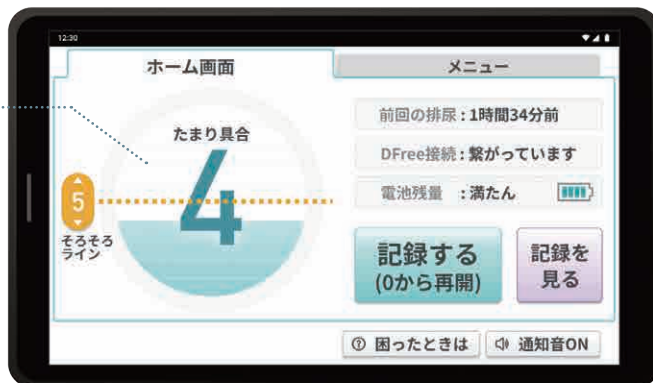 12:30
ホーム画面
メニュー
たまり具合
4
5
そろそろ
ライン
前回の排尿 : 1時間34分前
DFree接続 : 繋がっています
電池残量 : 満たん
記録する
(0から再開)
記録を
見る
? 困ったときは
通知音ON